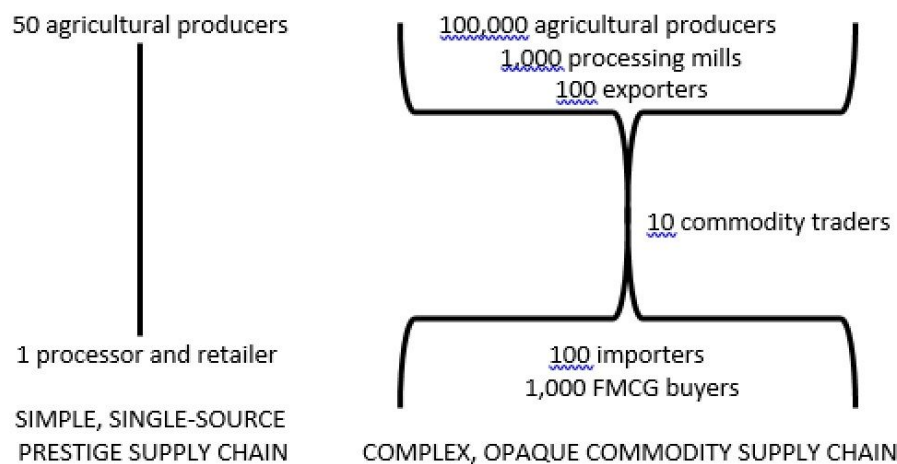 50 agricultural producers
1 processor and retailer
SIMPLE, SINGLE-SOURCE
PRESTIGE SUPPLY CHAIN
100,000 agricultural producers
1,000 processing mills
100 exporters
10 commodity traders
100 importers
1,000 FMCG buyers
COMPLEX, OPAQUE COMMODITY SUPPLY CHAIN